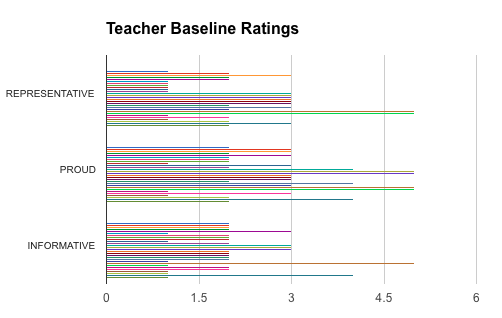 Teacher Baseline Ratings
REPRESENTATIVE
PROUD
INFORMATIVE
0 1.5 3 4.5 6